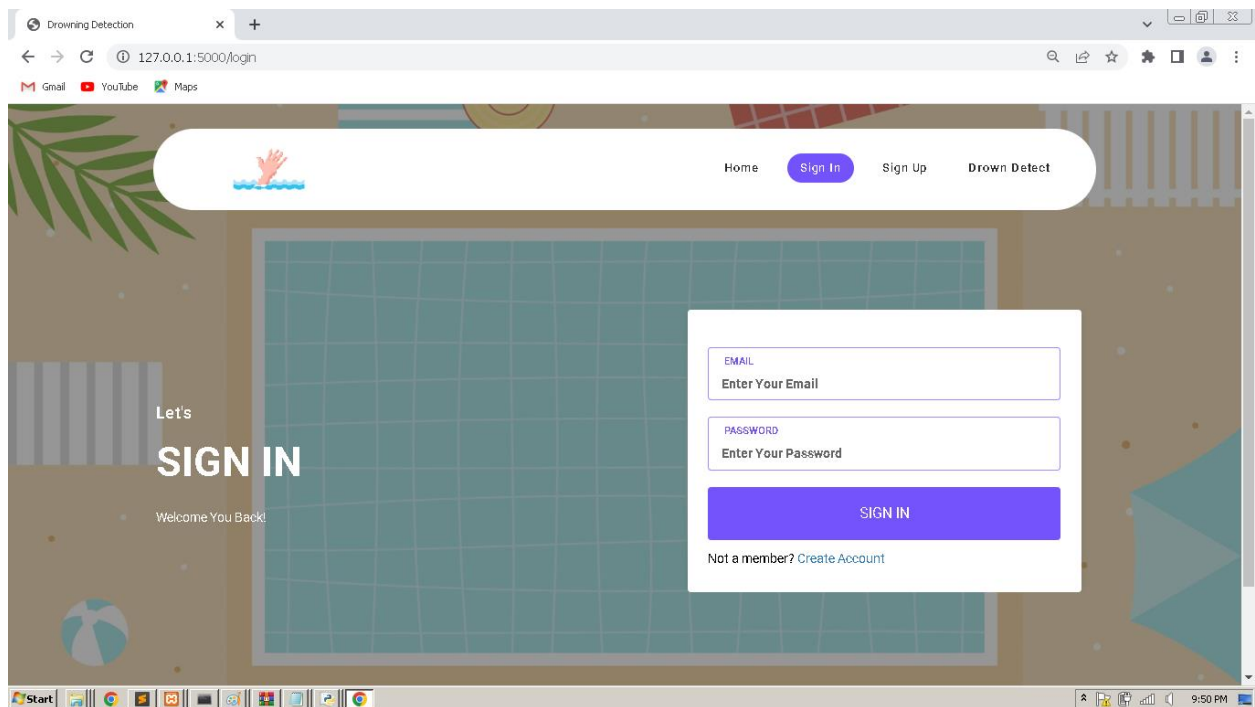 Drowning Detection
127.0.0.1:5000/login
Gmail YouTube Maps
Home Sign In Sign Up Drown Detect
Let's
SIGN IN
Welcome You Back!
EMAIL
Enter Your Email
PASSWORD
Enter Your Password
SIGN IN
Not a member? Create Account
Start
9:50 PM